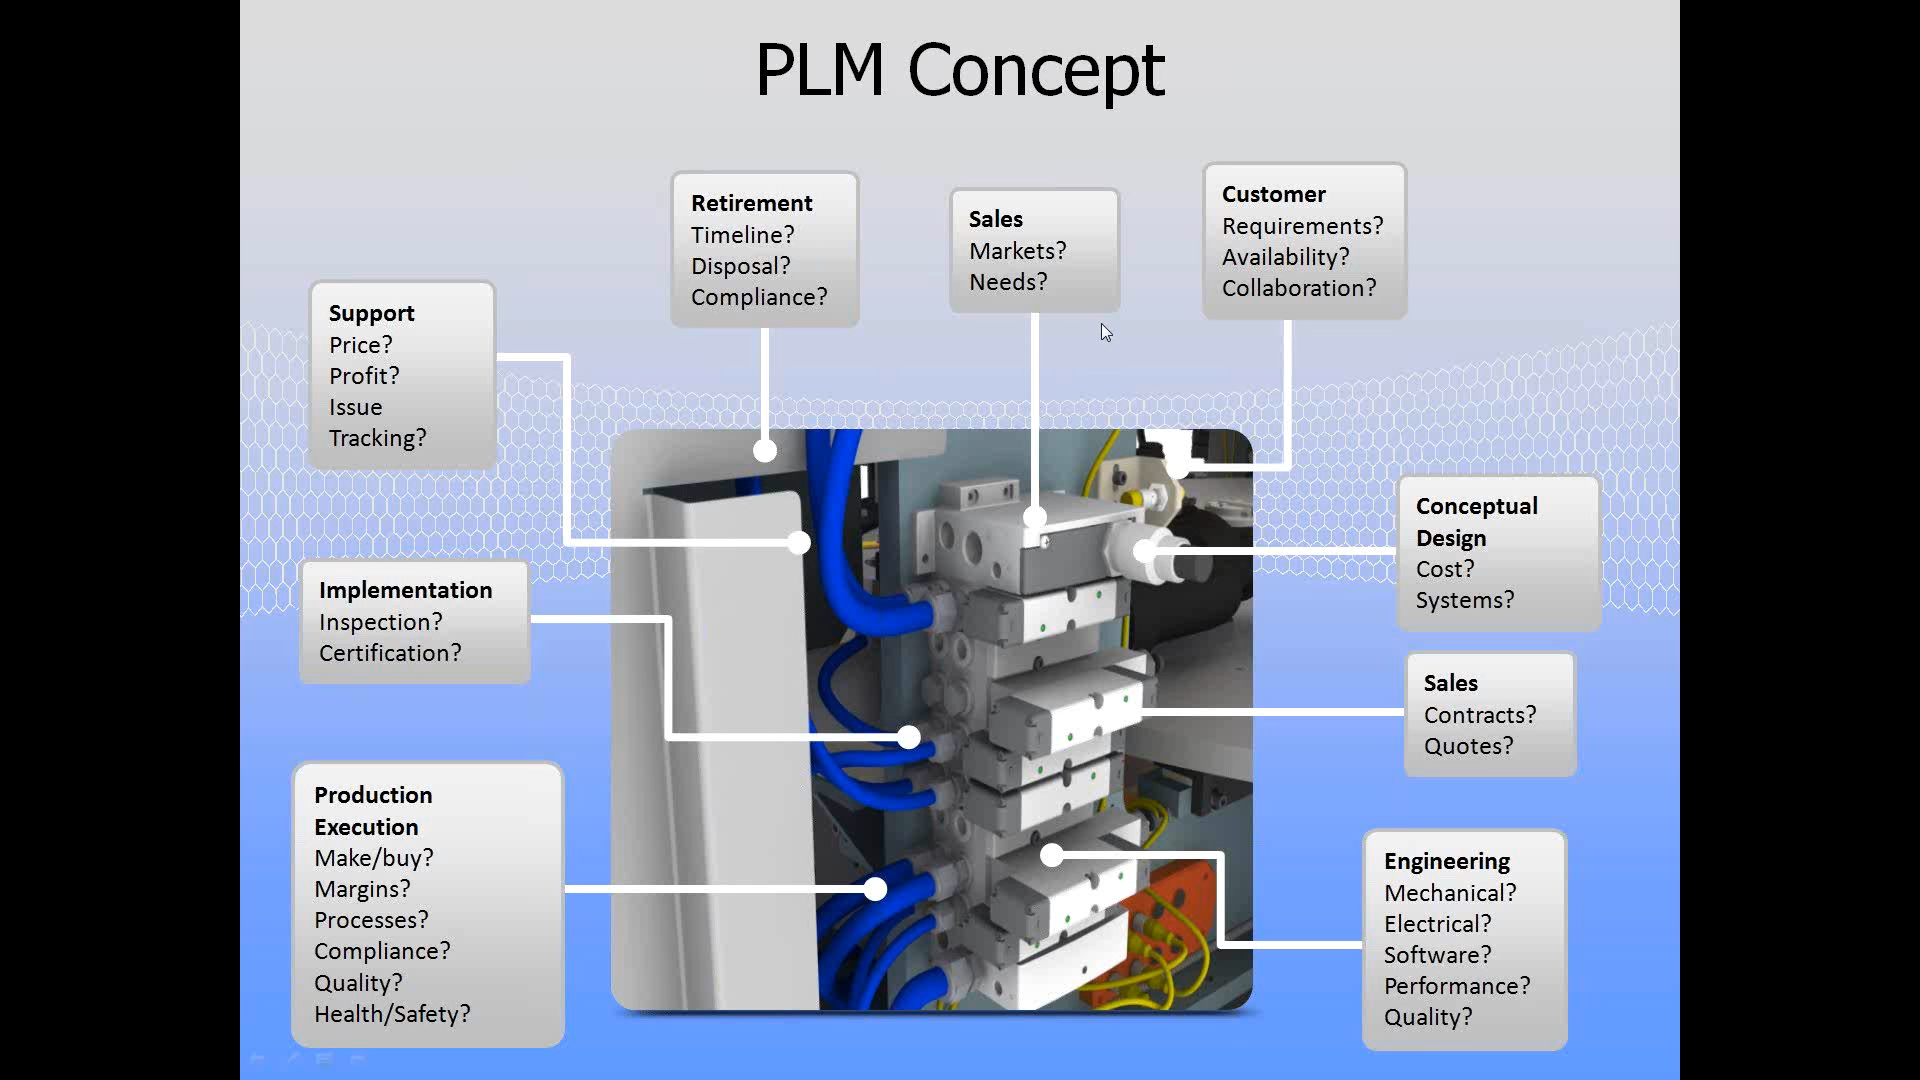 PLM Concept
Retirement
Timeline?
Disposal?
Compliance?
Sales
Markets?
Needs?
Customer
Requirements?
Availability?
Collaboration?
Support
Price?
Profit?
Issue
Tracking?
Conceptual
Design
Cost?
Systems?
Implementation
Inspection?
Certification?
Sales
Contracts?
Quotes?
Production
Execution
Make/buy?
Margins?
Processes?
Compliance?
Quality?
Health/Safety?
Engineering
Mechanical?
Electrical?
Software?
Performance?
Quality?